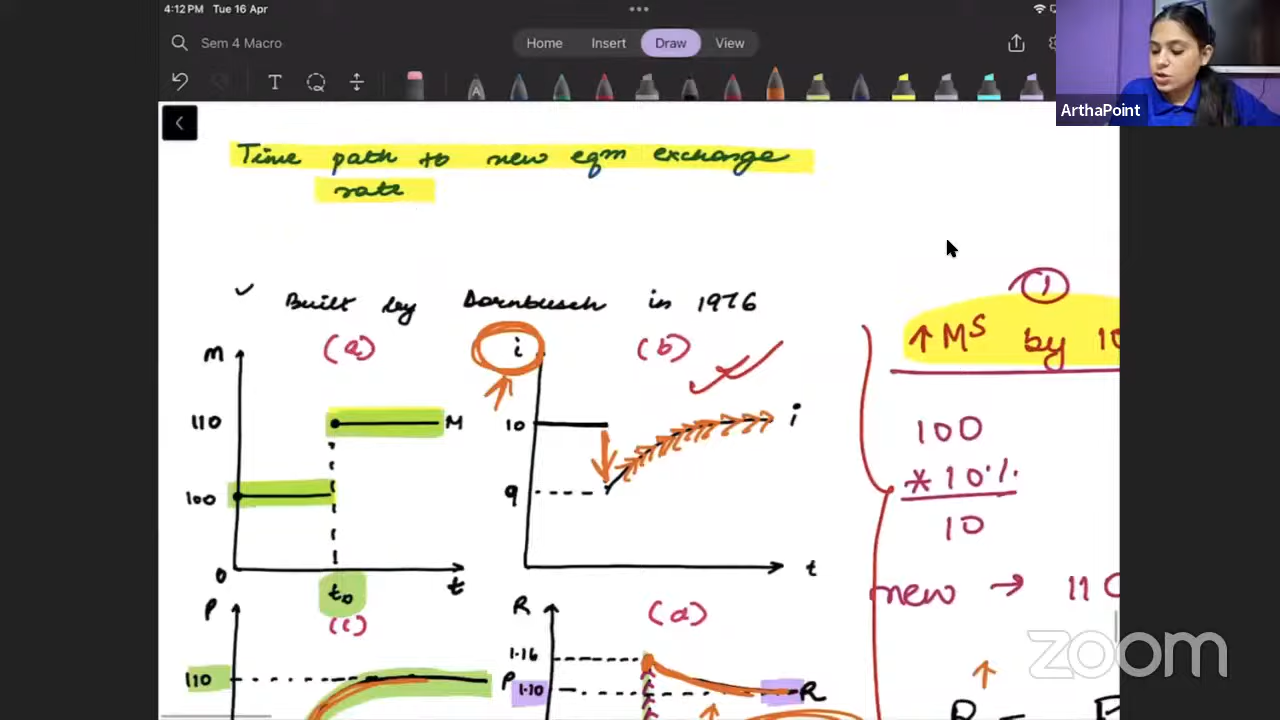 4:12 PM Tue 16 Apr
Sem 4 Macro
Home Insert Draw View
T
ArthaPoint
Time path to new eqm exchange
rate
Built by Dornbusch in 1976
(a)
M
110
M
100
0
t₀
t
(b)
i
10
i
9
t
①
↑ Mˢ by 10
100
* 10%
10
new → 110
↑
(c)
P
110
P
(a)
R
1.16
1.10
R
R = P
zoom